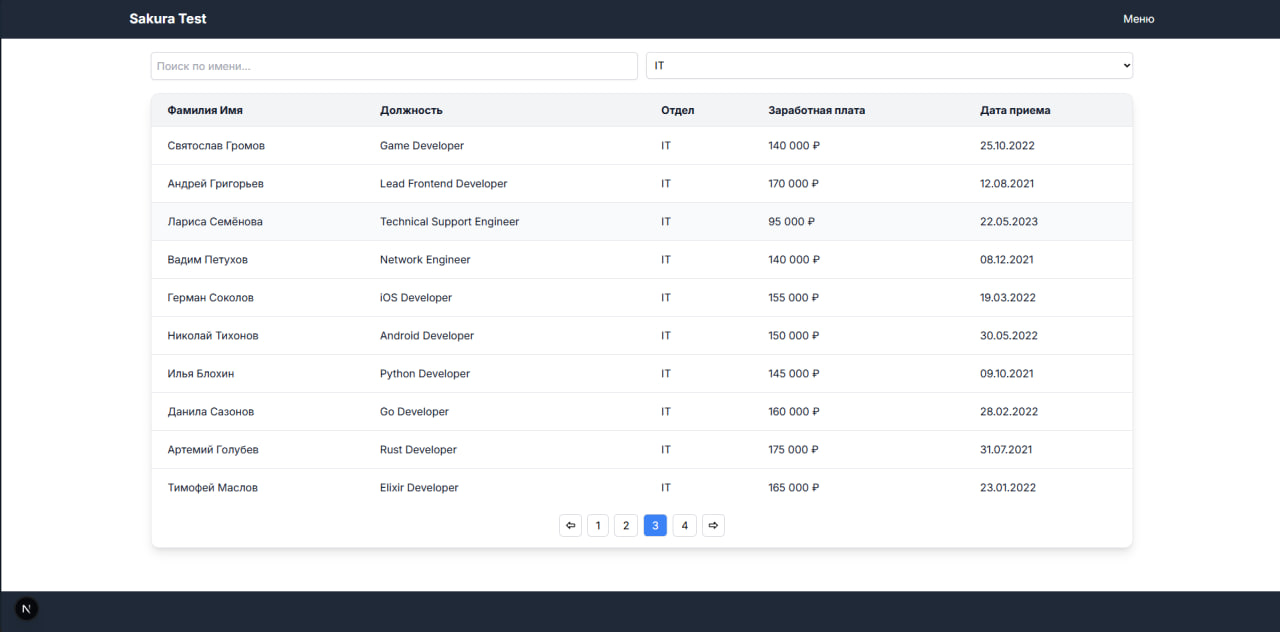 Sakura Test Меню
Поиск по имени... IT
Фамилия Имя Должность Отдел Заработная плата Дата приема
Святослав Громов Game Developer IT 140 000 ₽ 25.10.2022
Андрей Григорьев Lead Frontend Developer IT 170 000 ₽ 12.08.2021
Лариса Семёнова Technical Support Engineer IT 95 000 ₽ 22.05.2023
Вадим Петухов Network Engineer IT 140 000 ₽ 08.12.2021
Герман Соколов iOS Developer IT 155 000 ₽ 19.03.2022
Николай Тихонов Android Developer IT 150 000 ₽ 30.05.2022
Илья Блохин Python Developer IT 145 000 ₽ 09.10.2021
Данила Сазонов Go Developer IT 160 000 ₽ 28.02.2022
Артемий Голубев Rust Developer IT 175 000 ₽ 31.07.2021
Тимофей Маслов Elixir Developer IT 165 000 ₽ 23.01.2022
⇦ 1 2 3 4 ⇨
N